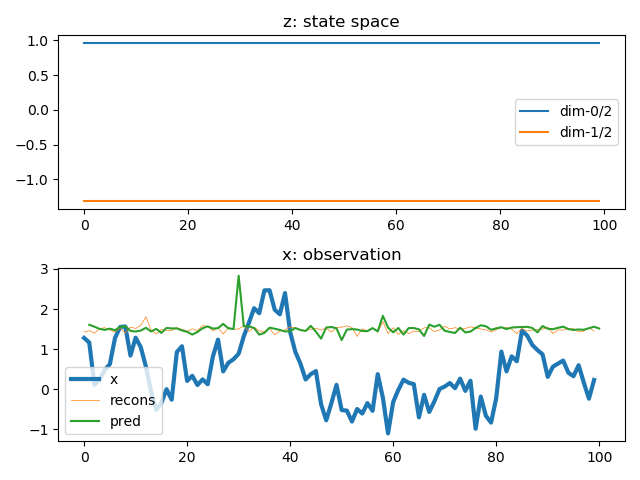 z: state space
1.0
0.5
0.0
−0.5
−1.0
dim-0/2
dim-1/2
0 20 40 60 80 100
x: observation
3
2
1
0
−1
x
recons
pred
0 20 40 60 80 100